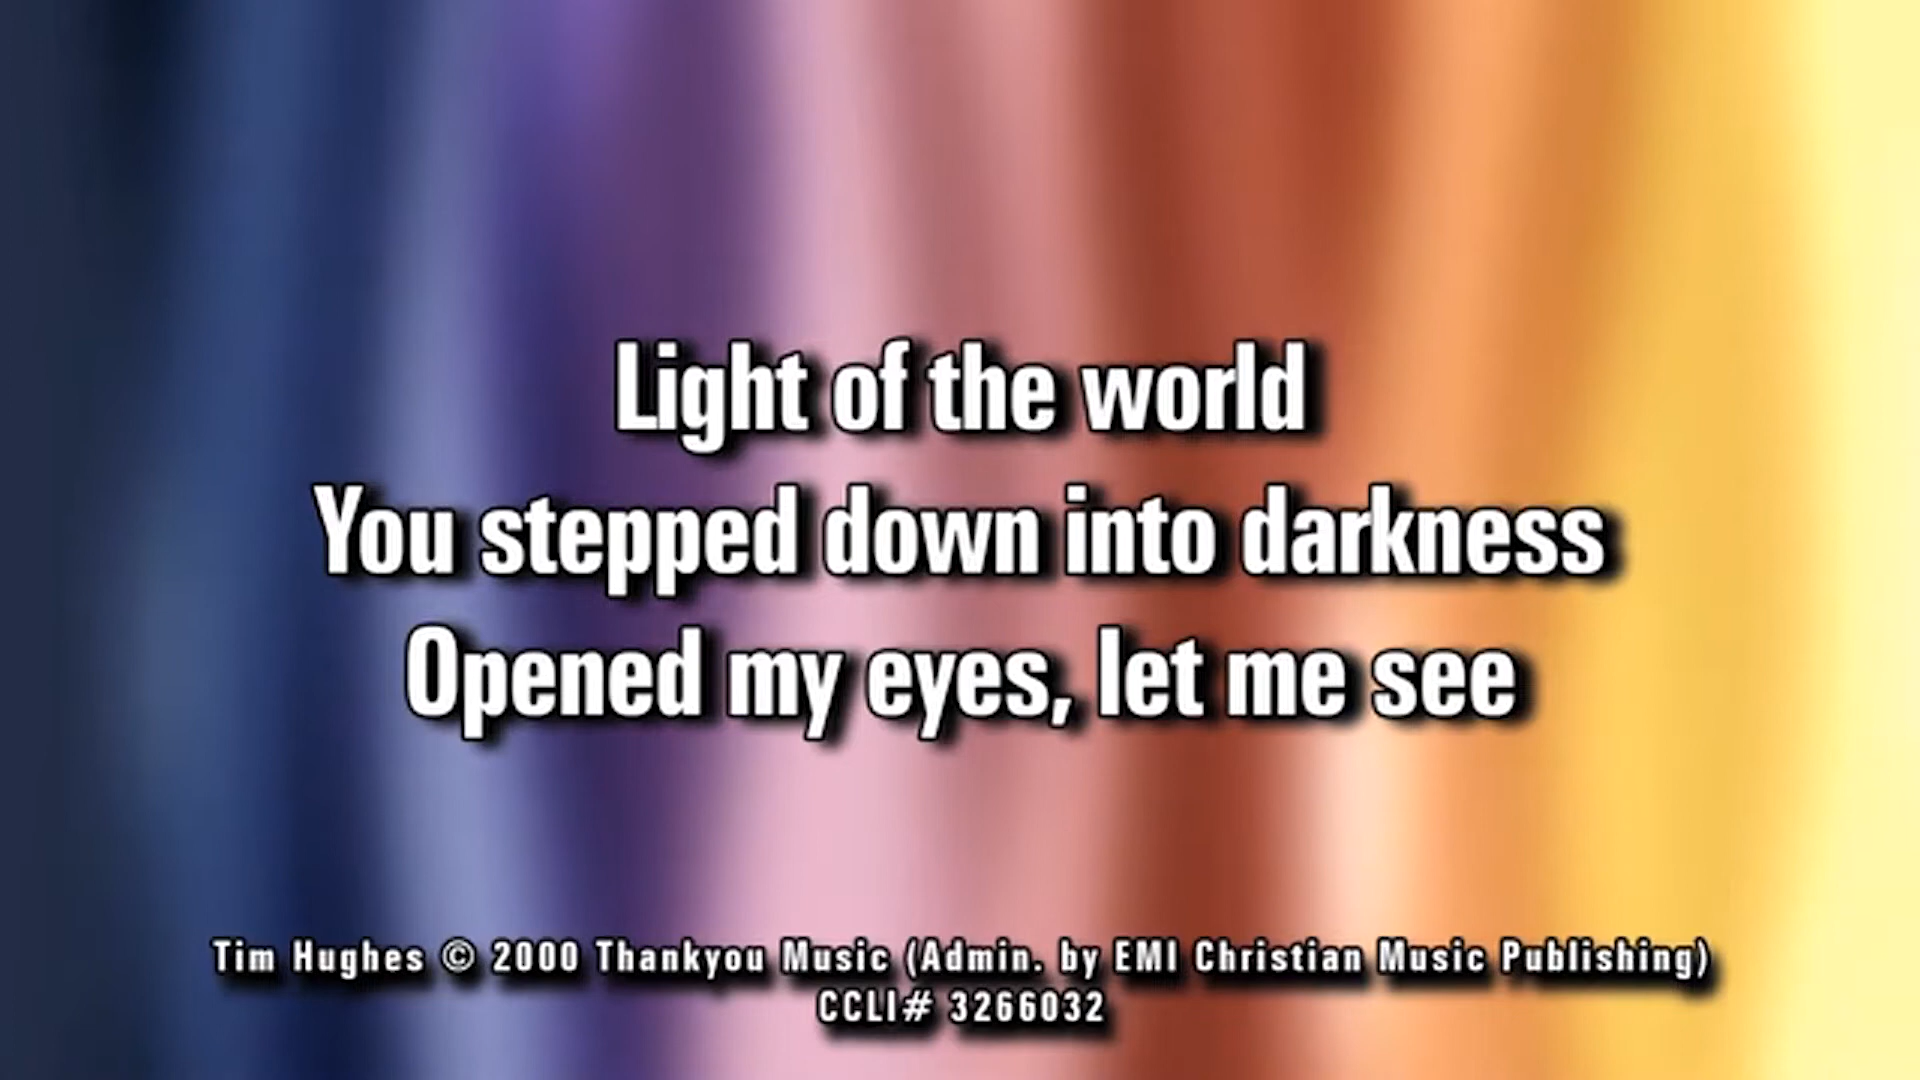 Light of the world
You stepped down into darkness
Opened my eyes, let me see
Tim Hughes © 2000 Thankyou Music (Admin. by EMI Christian Music Publishing)
CCLI# 3266032